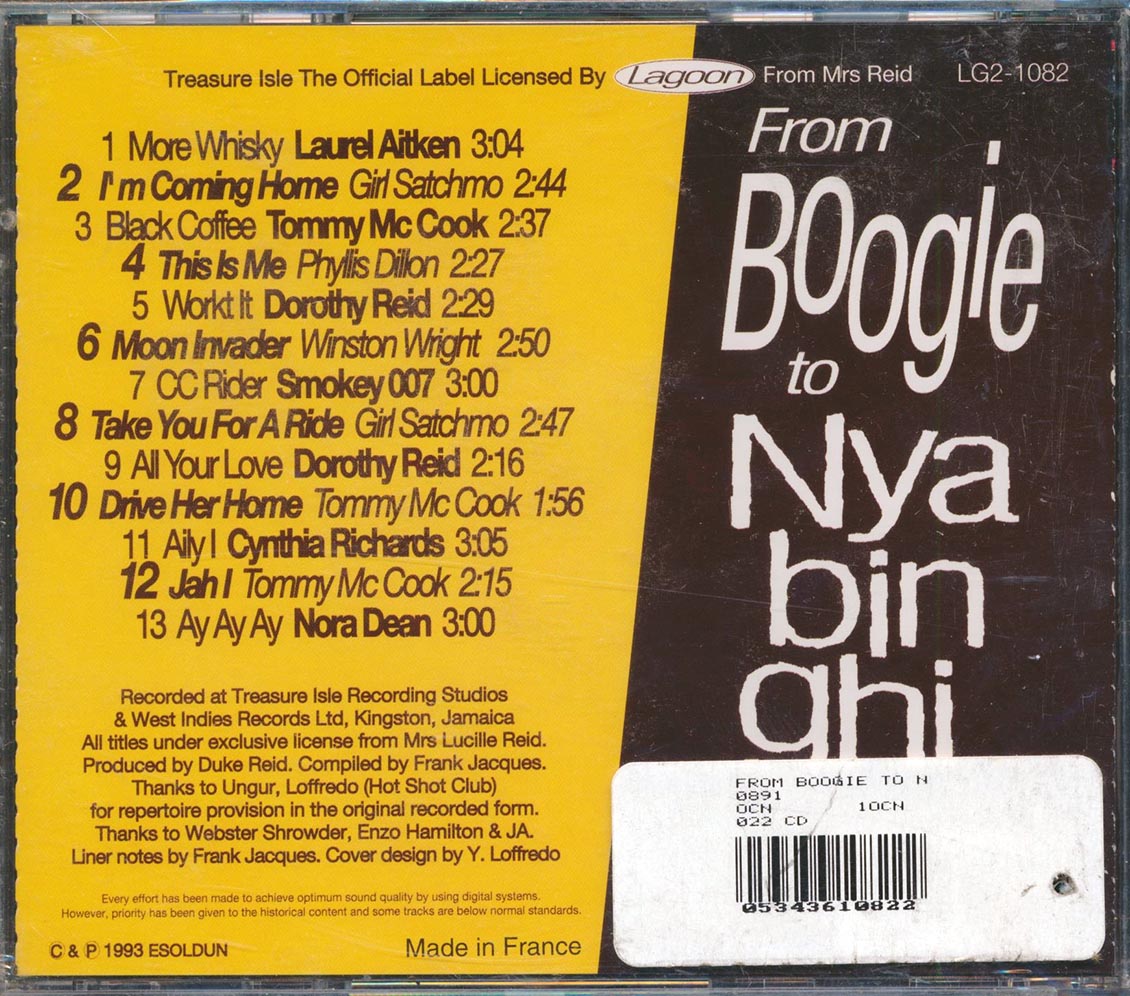 Treasure Isle The Official Label Licensed By Lagoon From Mrs Reid LG2-1082
1 More Whisky Laurel Aitken 3:04
2 I'm Coming Home Girl Satchmo 2:44
3 Black Coffee Tommy Mc Cook 2:37
4 This Is Me Phyllis Dillon 2:27
5 Workt It Dorothy Reid 2:29
6 Moon Invader Winston Wright 2:50
7 CC Rider Smokey 007 3:00
8 Take You For A Ride Girl Satchmo 2:47
9 All Your Love Dorothy Reid 2:16
10 Drive Her Home Tommy Mc Cook 1:56
11 Aily I Cynthia Richards 3:05
12 Jah I Tommy Mc Cook 2:15
13 Ay Ay Ay Nora Dean 3:00
Recorded at Treasure Isle Recording Studios
& West Indies Records Ltd, Kingston, Jamaica
All titles under exclusive license from Mrs Lucille Reid.
Produced by Duke Reid. Compiled by Frank Jacques.
Thanks to Ungur, Loffredo (Hot Shot Club)
for repertoire provision in the original recorded form.
Thanks to Webster Shrowder, Enzo Hamilton & JA.
Liner notes by Frank Jacques. Cover design by Y. Loffredo
Every effort has been made to achieve optimum sound quality by using digital systems.
However, priority has been given to the historical content and some tracks are below normal standards.
© & ℗ 1993 ESOLDUN
Made in France
From
Boogie
to
Nya
bin
ghi
FROM BOOGIE TO N
0891
OCN 10CN
022 CD
05343610822